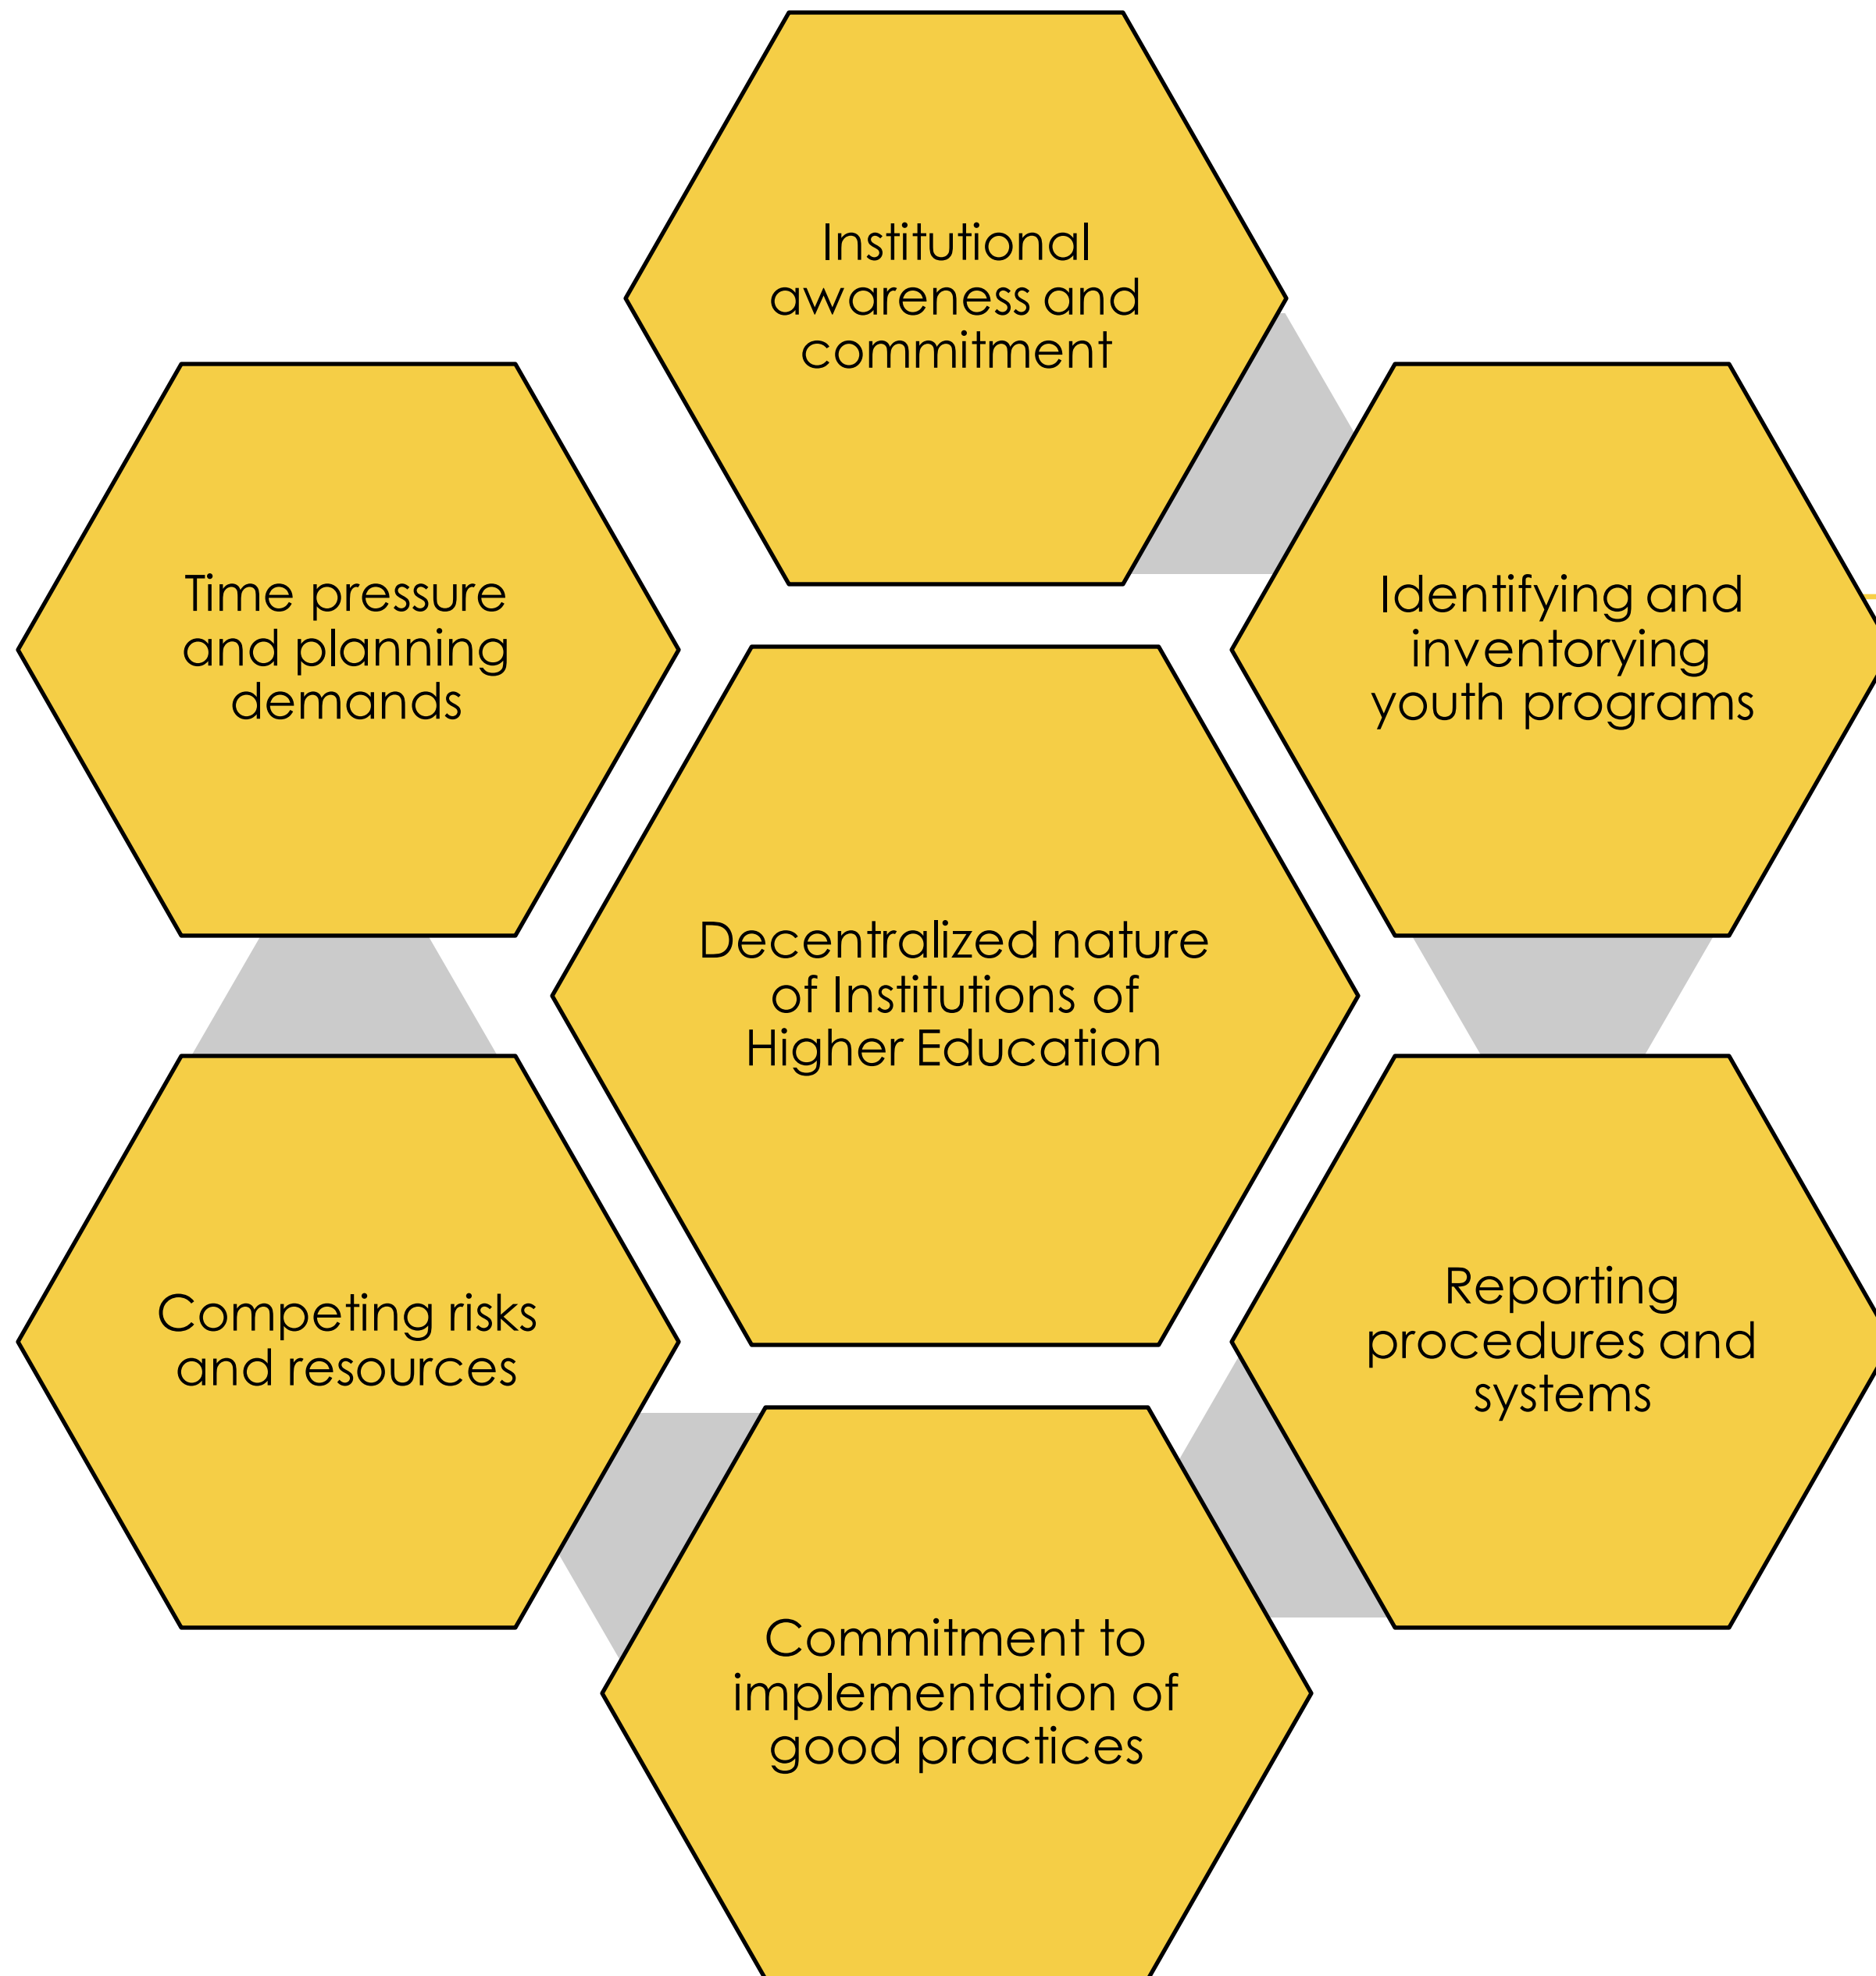 Institutional
awareness and
commitment
Time pressure
and planning
demands
Identifying and
inventorying
youth programs
Decentralized nature
of Institutions of
Higher Education
Competing risks
and resources
Reporting
procedures and
systems
Commitment to
implementation of
good practices